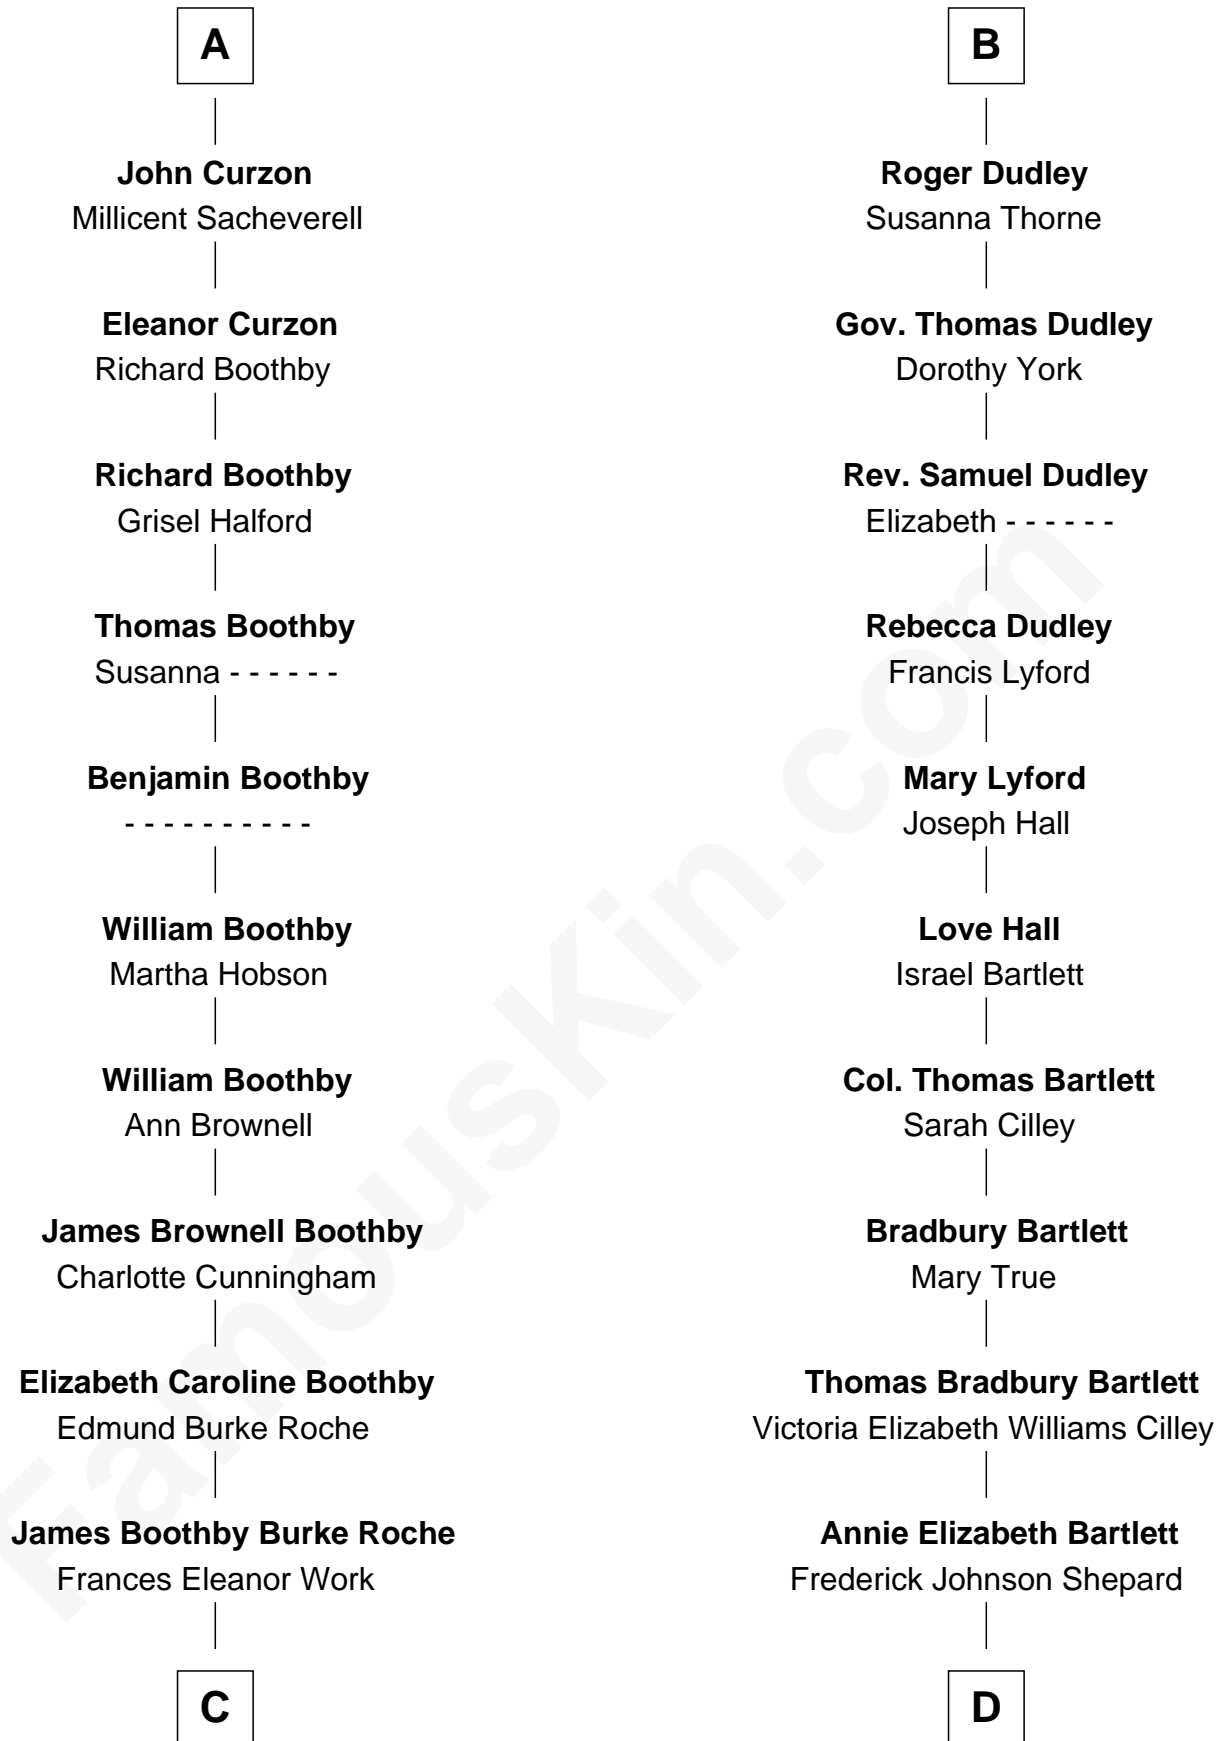 A
John Curzon
Millicent Sacheverell
Eleanor Curzon
Richard Boothby
Richard Boothby
Grisel Halford
Thomas Boothby
Susanna - - - - - -
Benjamin Boothby
- - - - - - - - - -
William Boothby
Martha Hobson
William Boothby
Ann Brownell
James Brownell Boothby
Charlotte Cunningham
Elizabeth Caroline Boothby
Edmund Burke Roche
James Boothby Burke Roche
Frances Eleanor Work
C
B
Roger Dudley
Susanna Thorne
Gov. Thomas Dudley
Dorothy York
Rev. Samuel Dudley
Elizabeth - - - - - -
Rebecca Dudley
Francis Lyford
Mary Lyford
Joseph Hall
Love Hall
Israel Bartlett
Col. Thomas Bartlett
Sarah Cilley
Bradbury Bartlett
Mary True
Thomas Bradbury Bartlett
Victoria Elizabeth Williams Cilley
Annie Elizabeth Bartlett
Frederick Johnson Shepard
D
FamousKin.com